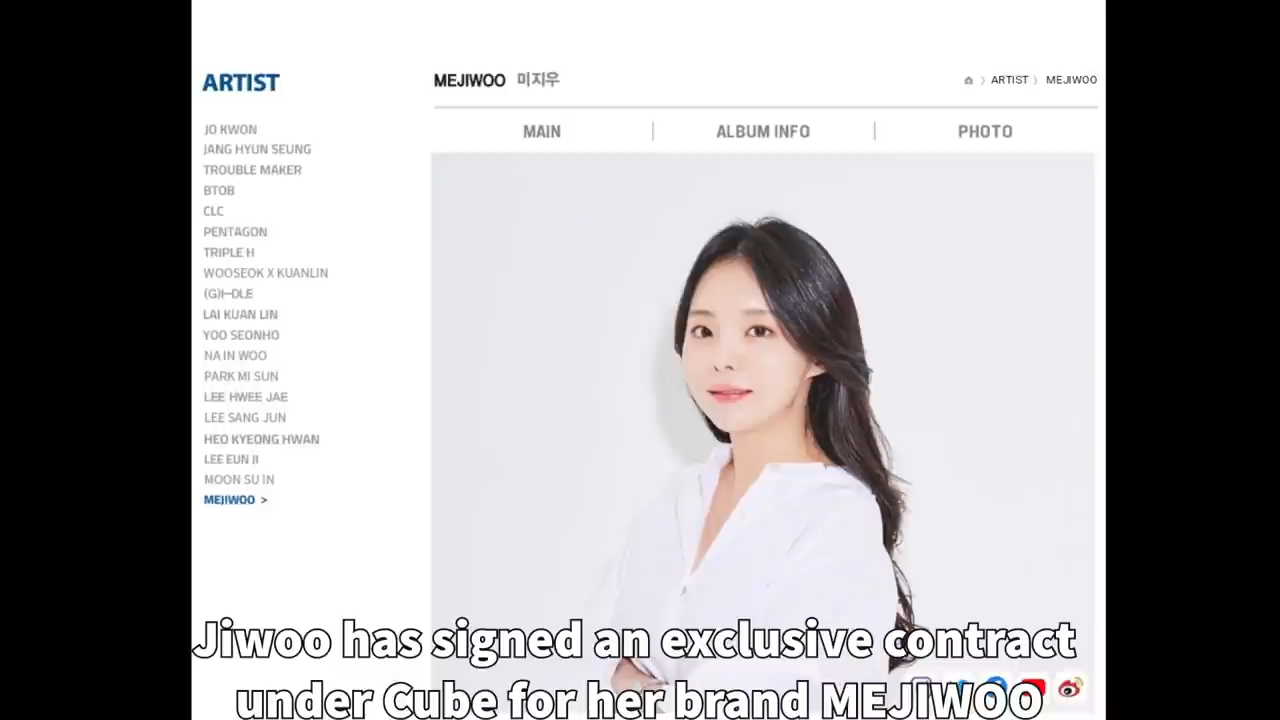 ARTIST
MEJIWOO 미지우
ARTIST MEJIWOO
MAIN
ALBUM INFO
PHOTO
JO KWON
JANG HYUN SEUNG
TROUBLE MAKER
BTOB
CLC
PENTAGON
TRIPLE H
WOOSEOK X KUANLIN
(G)I-DLE
LAI KUAN LIN
YOO SEONHO
NA IN WOO
PARK MI SUN
LEE HWEE JAE
LEE SANG JUN
HEO KYEONG HWAN
LEE EUN JI
MOON SU IN
MEJIWOO >
Jiwoo has signed an exclusive contract
under Cube for her brand MEJIWOO